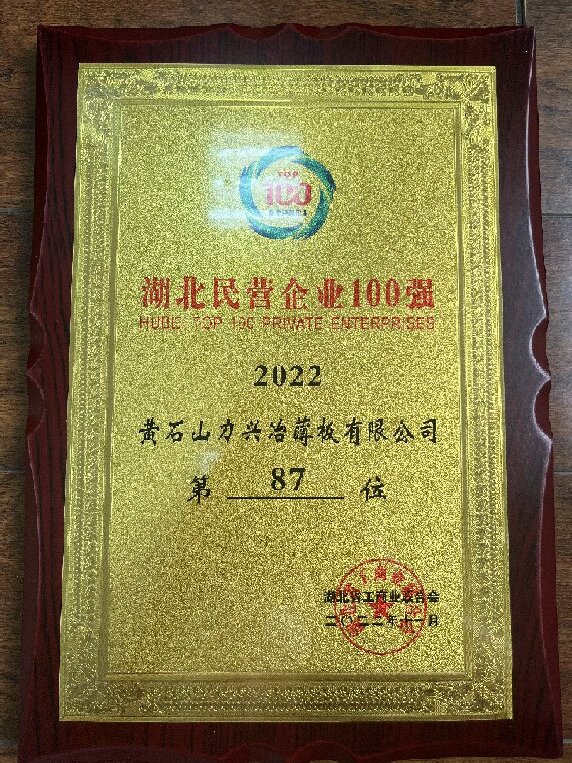 TOP
100
湖北民营企业100强
HUBEI TOP 100 PRIVATE ENTERPRISES
2022
黄石山力兴冶薄板有限公司
第 87 位
湖北省工商业联合会
二〇二二年十一月